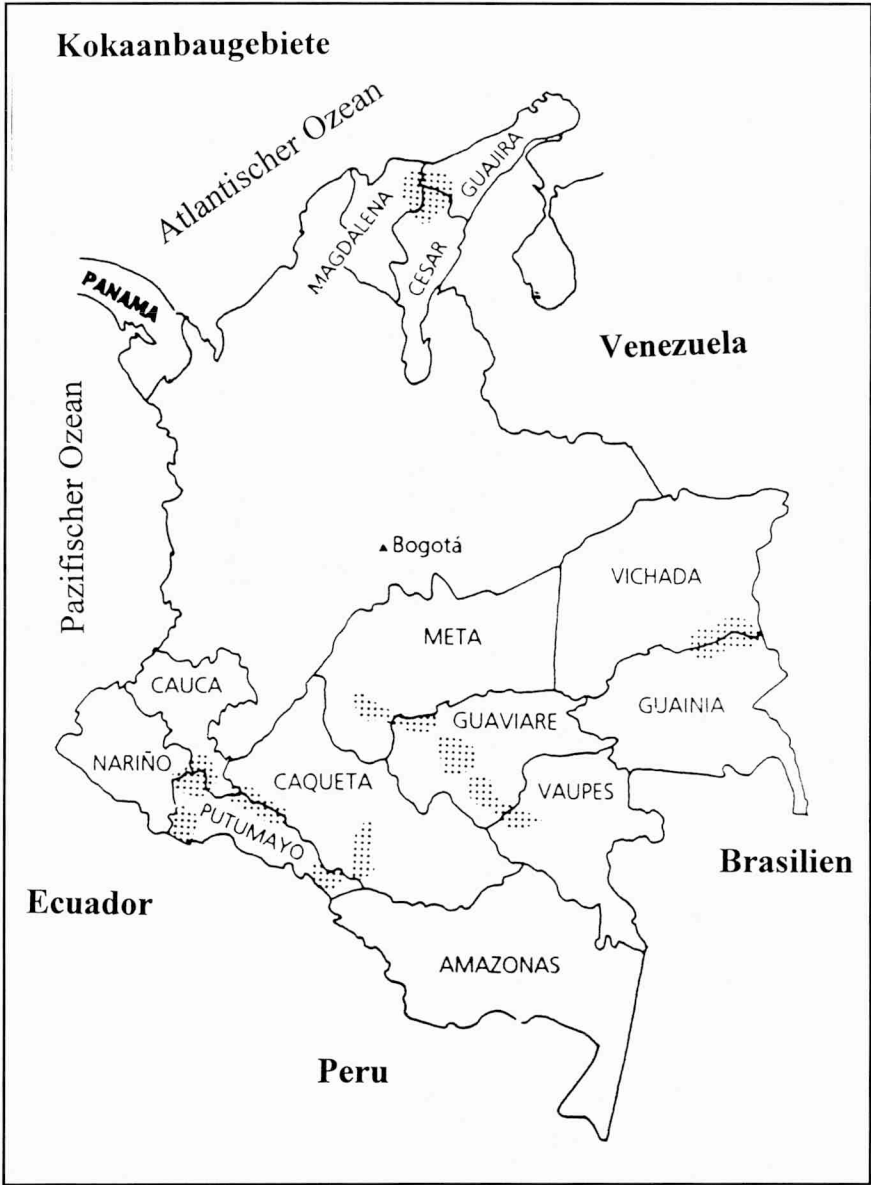 Kokaanbaugebiete
Atlantischer Ozean
GUAJIRA
MAGDALENA
CESAR
PANAMA
Venezuela
Pazifischer Ozean
Bogotá
VICHADA
META
CAUCA
GUAVIARE
GUAINIA
NARIÑO
CAQUETA
VAUPES
PUTUMAYO
Brasilien
Ecuador
AMAZONAS
Peru